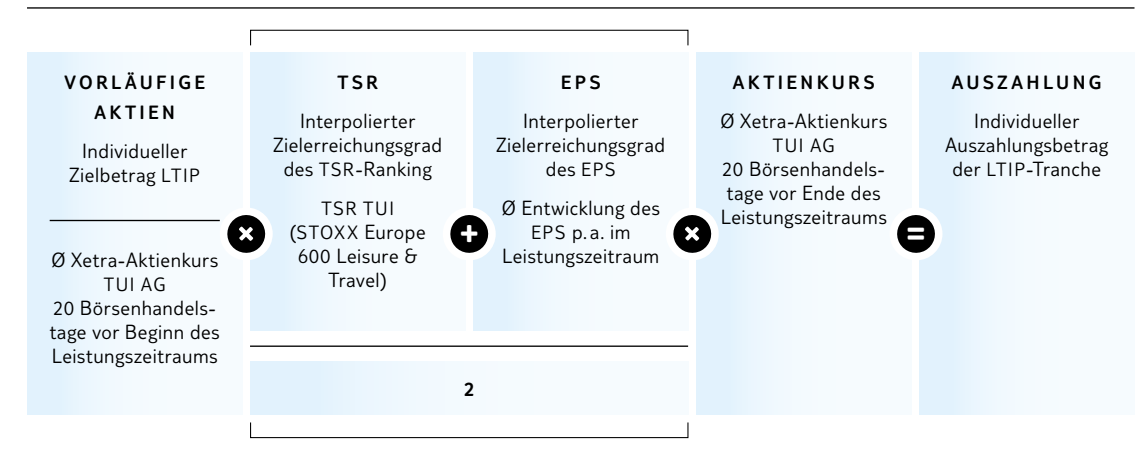 VORLÄUFIGE
AKTIEN
Individueller
Zielbetrag LTIP
Ø Xetra-Aktienkurs
TUI AG
20 Börsenhandels-
tage vor Beginn des
Leistungszeitraums
×
TSR
Interpolierter
Zielerreichungsgrad
des TSR-Ranking
TSR TUI
(STOXX Europe
600 Leisure &
Travel)
+
EPS
Interpolierter
Zielerreichungsgrad
des EPS
Ø Entwicklung des
EPS p. a. im
Leistungszeitraum
2
×
AKTIENKURS
Ø Xetra-Aktienkurs
TUI AG
20 Börsenhandels-
tage vor Ende des
Leistungszeitraums
=
AUSZAHLUNG
Individueller
Auszahlungsbetrag
der LTIP-Tranche